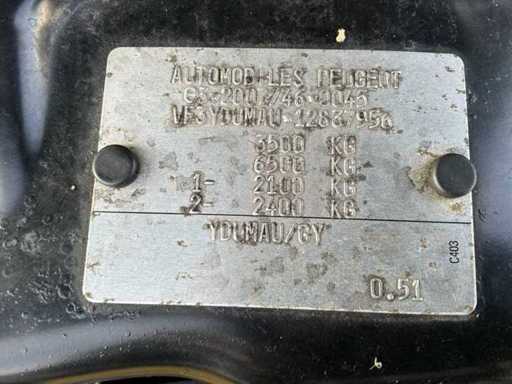 AUTOMOBILES PEUGEOT
e3*2007/46*0045
3500 KG
6500 KG
1- 2100 KG
2- 2400 KG
YDUMAU/CY
C403
0.51